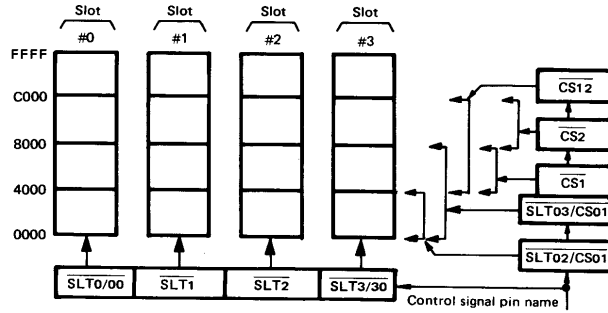 Slot Slot Slot Slot
#0 #1 #2 #3
FFFF
C000
8000
4000
0000
CS12
CS2
CS1
SLT03/CS01
SLT02/CS01
SLT0/00 SLT1 SLT2 SLT3/30
Control signal pin name